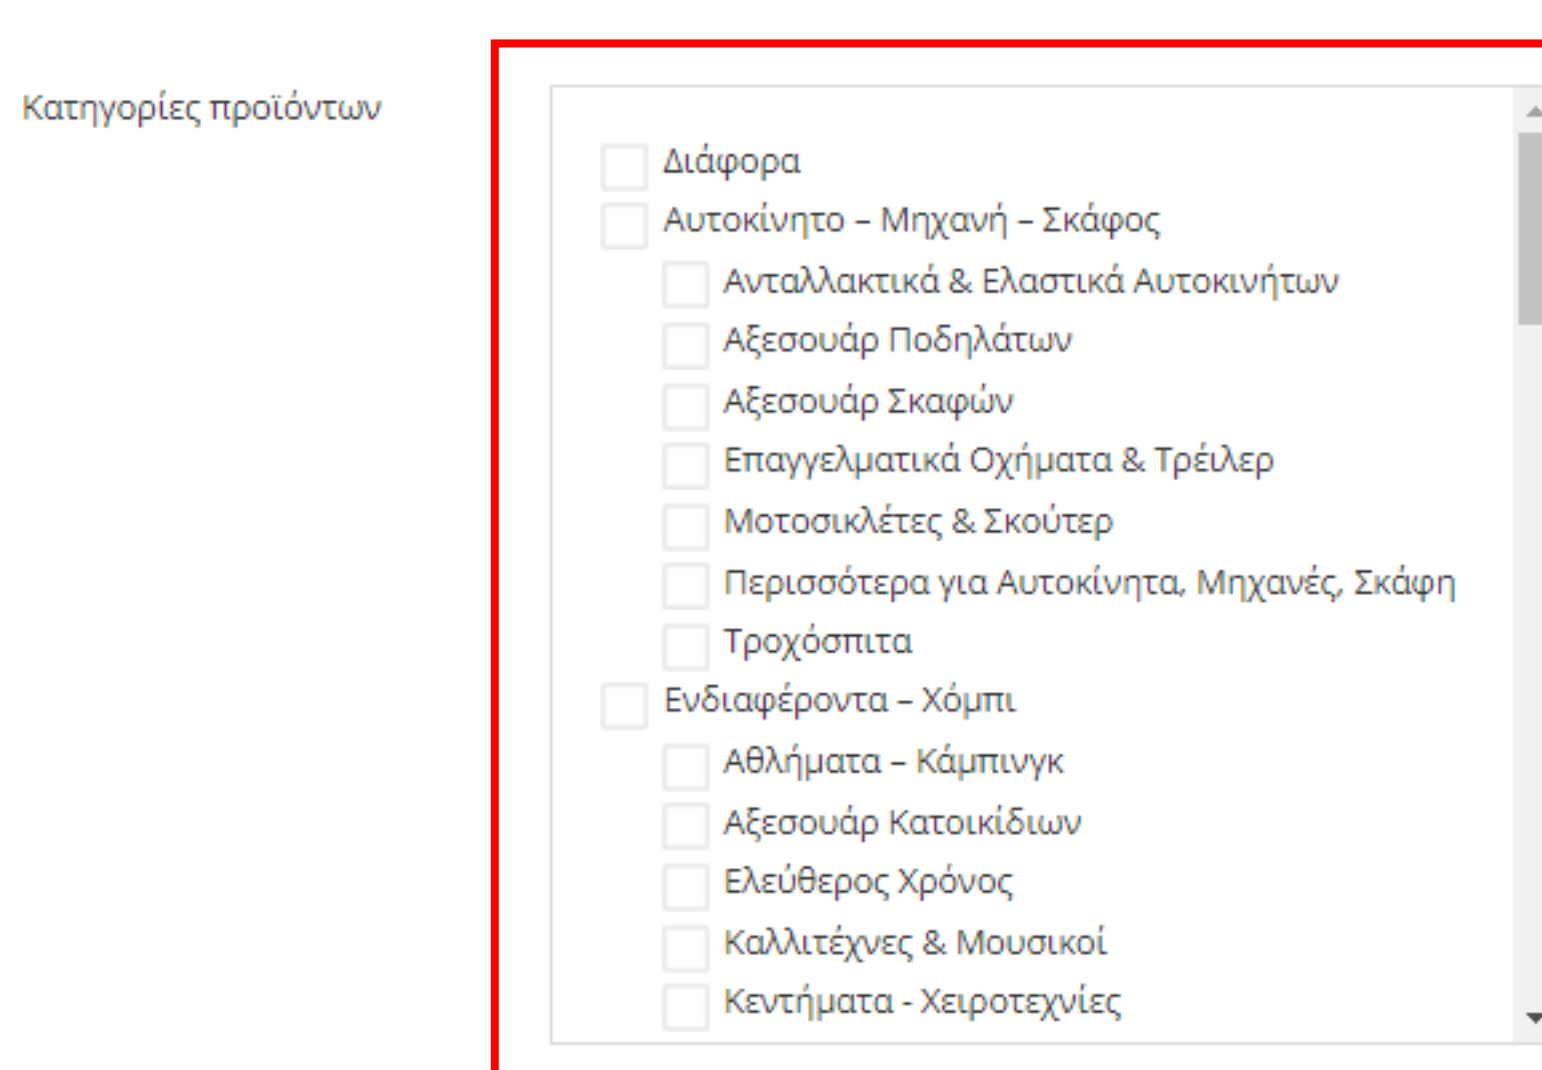 Κατηγορίες προϊόντων
Διάφορα
Αυτοκίνητο – Μηχανή – Σκάφος
Ανταλλακτικά & Ελαστικά Αυτοκινήτων
Αξεσουάρ Ποδηλάτων
Αξεσουάρ Σκαφών
Επαγγελματικά Οχήματα & Τρέιλερ
Μοτοσικλέτες & Σκούτερ
Περισσότερα για Αυτοκίνητα, Μηχανές, Σκάφη
Τροχόσπιτα
Ενδιαφέροντα – Χόμπι
Αθλήματα – Κάμπινγκ
Αξεσουάρ Κατοικίδιων
Ελεύθερος Χρόνος
Καλλιτέχνες & Μουσικοί
Κεντήματα - Χειροτεχνίες